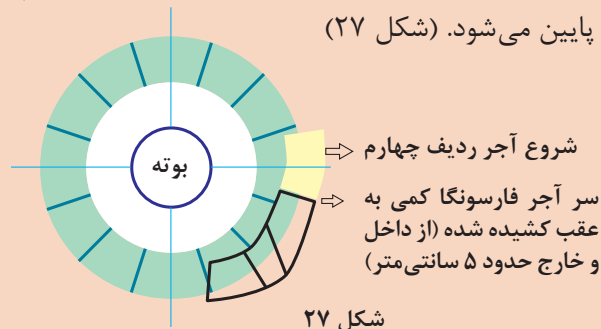 پایین می‌شود. (شکل ۲۷)
شروع آجر ردیف چهارم
بوته
سر آجر فارسونگا کمی به
عقب کشیده شده (از داخل
و خارج حدود ۵ سانتی‌متر)
شکل ۲۷